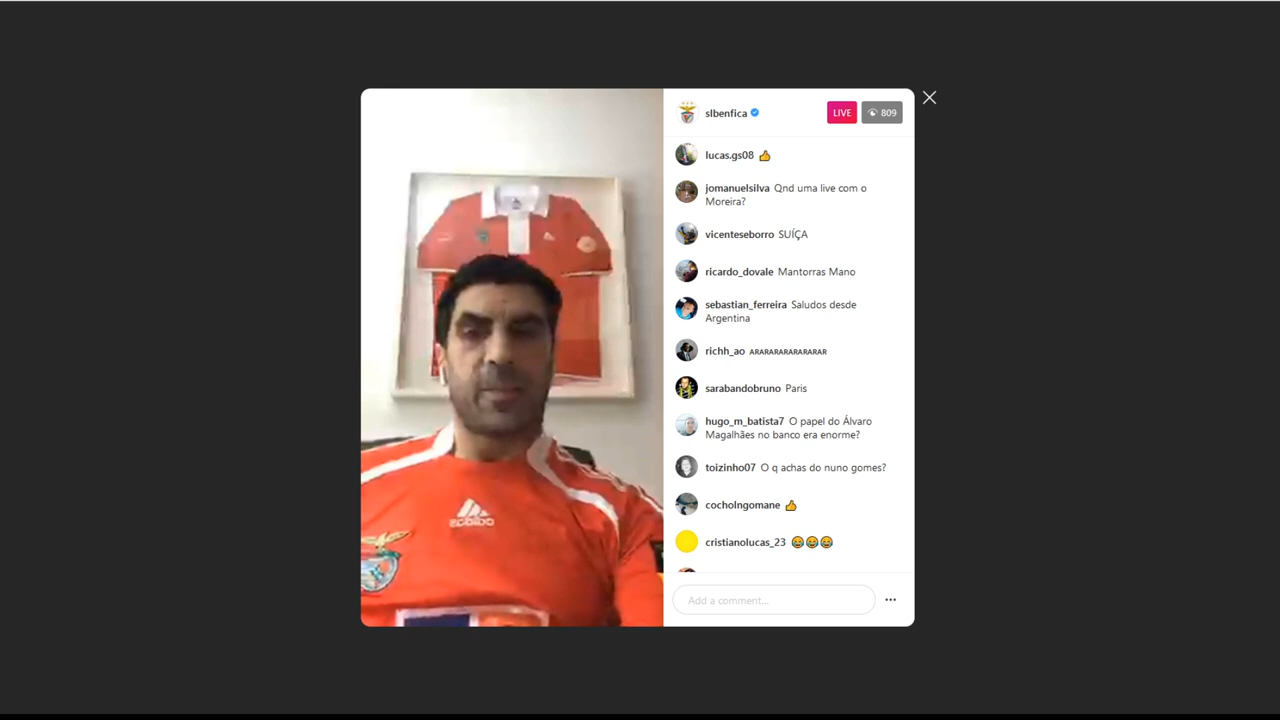 slbenfica
LIVE
809
lucas.gs08 👍
jomanuelsilva Qnd uma live com o
Moreira?
vicenteseborro SUÍÇA
ricardo_dovale Mantorras Mano
sebastian_ferreira Saludos desde
Argentina
richh_ao ᴀʀᴀʀᴀʀᴀʀᴀʀᴀʀᴀʀ
sarabandobruno Paris
hugo_m_batista7 O papel do Álvaro
Magalhães no banco era enorme?
toizinho07 O q achas do nuno gomes?
cocholngomane 👍
cristianolucas_23 😂😂😂
Add a comment...
adidas